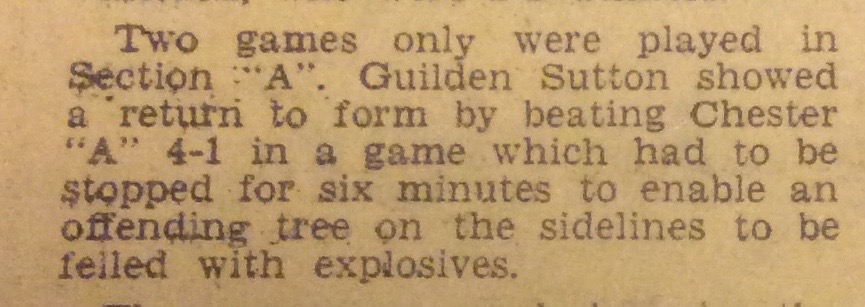 Two games only were played in
Section "A". Guilden Sutton showed
a return to form by beating Chester
"A" 4-1 in a game which had to be
stopped for six minutes to enable an
offending tree on the sidelines to be
felled with explosives.